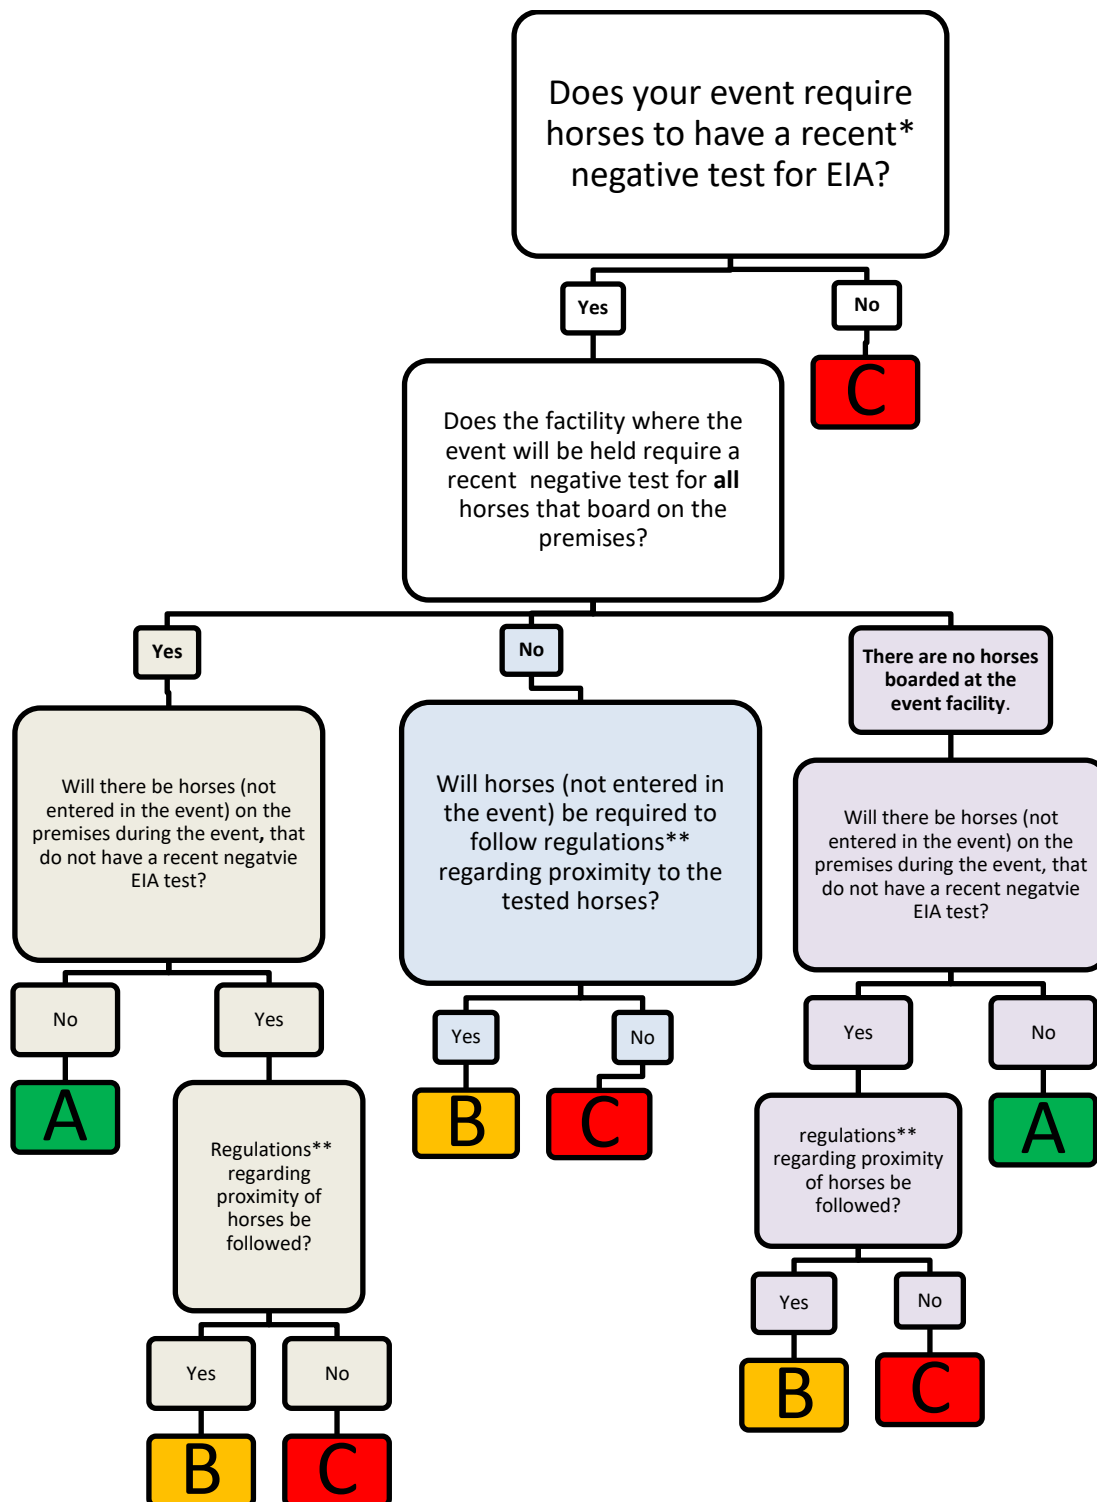 Does your event require
horses to have a recent*
negative test for EIA?
Yes
No
C
Does the factility where the
event will be held require a
recent negative test for all
horses that board on the
premises?
Yes
No
There are no horses
boarded at the
event facility.
Will there be horses (not
entered in the event) on the
premises during the event, that
do not have a recent negatvie
EIA test?
Will horses (not entered in
the event) be required to
follow regulations**
regarding proximity to the
tested horses?
Will there be horses (not
entered in the event) on the
premises during the event, that
do not have a recent negatvie
EIA test?
No
Yes
Yes
No
Yes
No
A
B
C
A
Regulations**
regarding
proximity of
horses be
followed?
regulations**
regarding proximity
of horses be
followed?
Yes
No
Yes
No
B
C
B
C